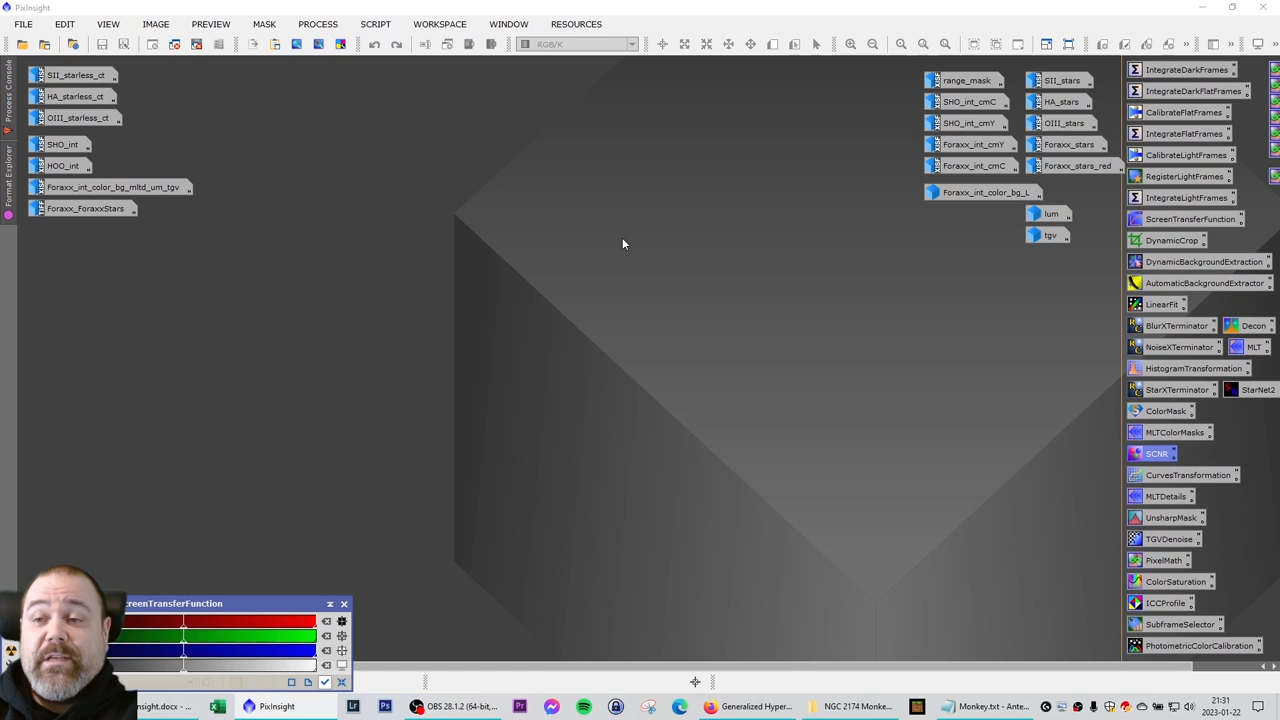 PixInsight
FILE EDIT VIEW IMAGE PREVIEW MASK PROCESS SCRIPT WORKSPACE WINDOW RESOURCES
RGB/K
Process Console
Format Explorer
SII_starless_ct
HA_starless_ct
OIII_starless_ct
SHO_int
HOO_int
Foraxx_int_color_bg_mltd_um_tgv
Foraxx_ForaxxStars
range_mask
SHO_int_cmC
SHO_int_cmY
Foraxx_int_cmY
Foraxx_int_cmC
Foraxx_int_color_bg_L
SII_stars
HA_stars
OIII_stars
Foraxx_stars
Foraxx_stars_red
lum
tgv
IntegrateDarkFrames
IntegrateDarkFlatFrames
CalibrateFlatFrames
IntegrateFlatFrames
CalibrateLightFrames
RegisterLightFrames
IntegrateLightFrames
ScreenTransferFunction
DynamicCrop
DynamicBackgroundExtraction
AutomaticBackgroundExtractor
LinearFit
BlurXTerminator Decon
NoiseXTerminator MLT
HistogramTransformation
StarXTerminator StarNet2
ColorMask
MLTColorMasks
SCNR
CurvesTransformation
MLTDetails
UnsharpMask
TGVDenoise
PixelMath
ColorSaturation
ICCProfile
SubframeSelector
PhotometricColorCalibration
creenTransferFunction
nsight.docx - ...
PixInsight
OBS 28.1.2 (64-bit,...
Generalized Hyper...
NGC 2174 Monke...
Monkey.txt - Ante...
21:31
2023-01-22